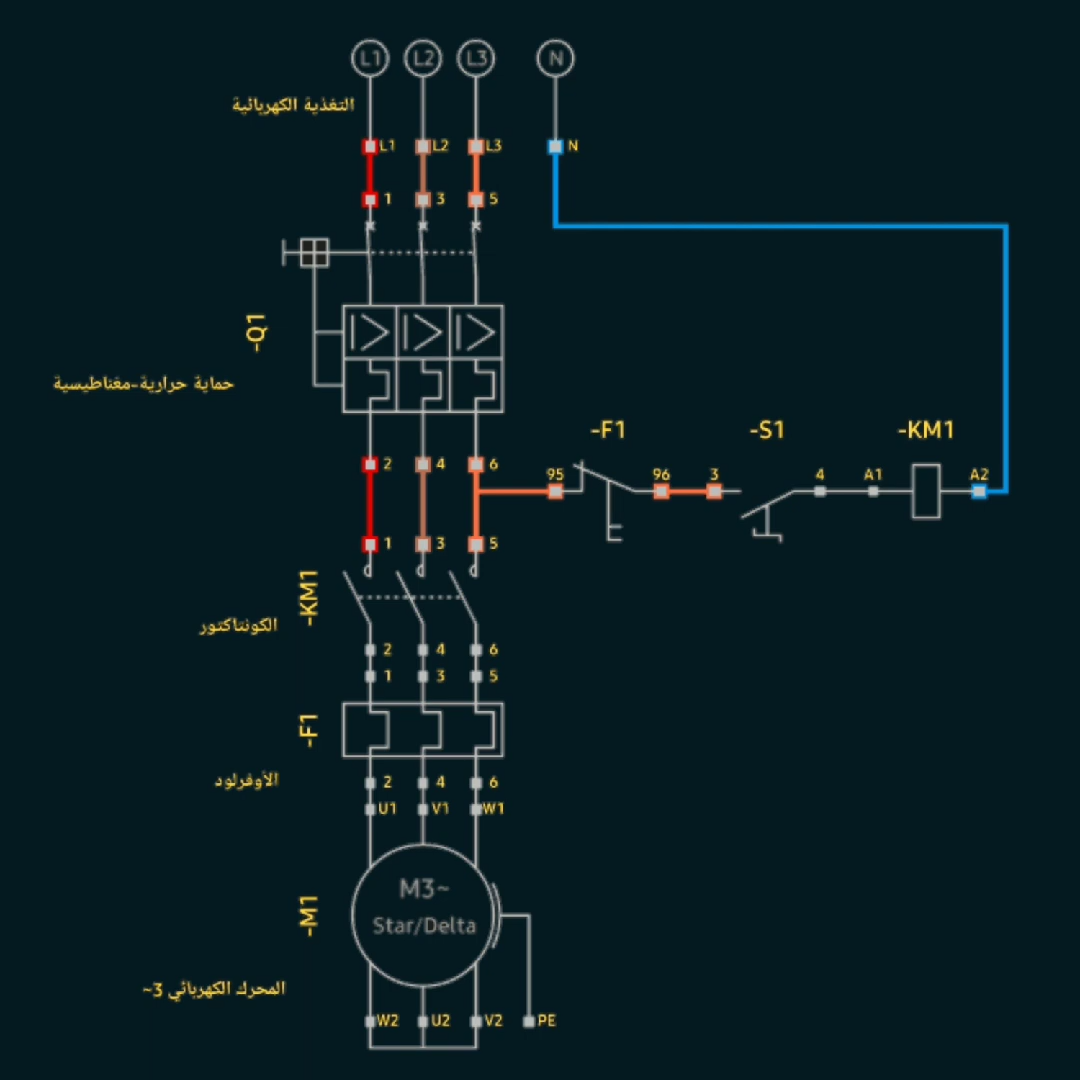 L1 L2 L3 N
التغذية الكهربائية
L1 L2 L3 N
1 3 5
-Q1
حماية حرارية-مغناطيسية
-F1 -S1 -KM1
2 4 6
95 96 3 4 A1 A2
1 3 5
-KM1
الكونتاكتور
2 4 6
1 3 5
-F1
الأوفرلود
2 4 6
U1 V1 W1
M3~
Star/Delta
-M1
المحرك الكهربائي 3~
W2 U2 V2 PE